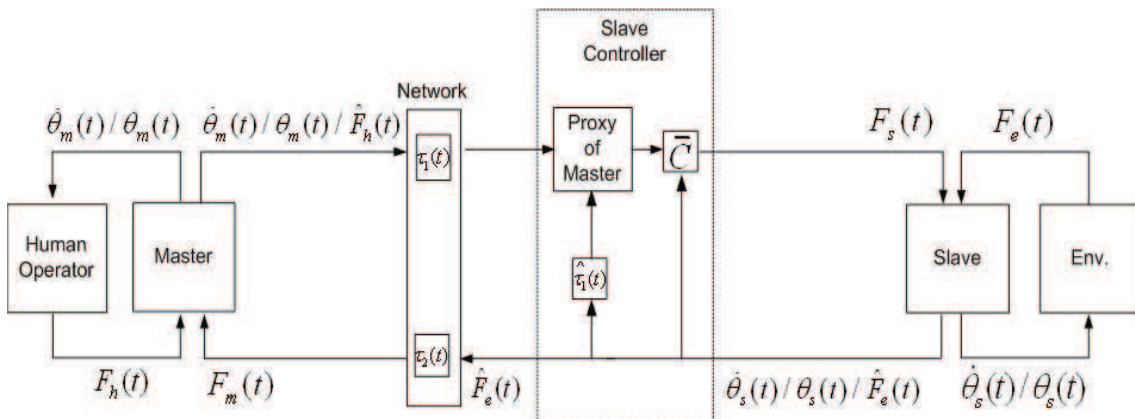 Slave
Controller
Network
θ̇_m(t) / θ_m(t)
θ̇_m(t) / θ_m(t) / F̂_h(t)
τ_1(t)
Proxy
of
Master
C̄
F_s(t)
F_e(t)
Human
Operator
Master
τ̂_1(t)
Slave
Env.
τ_2(t)
F_h(t)
F_m(t)
F̂_e(t)
θ̇_s(t) / θ_s(t) / F̂_e(t)
θ̇_s(t) / θ_s(t)